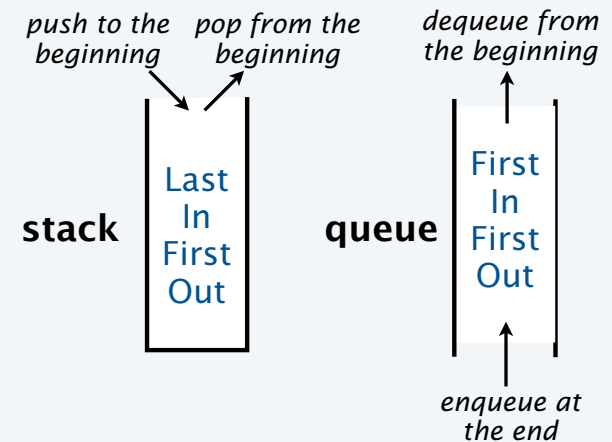 push to the
beginning
pop from the
beginning
stack
Last
In
First
Out
dequeue from
the beginning
queue
First
In
First
Out
enqueue at
the end